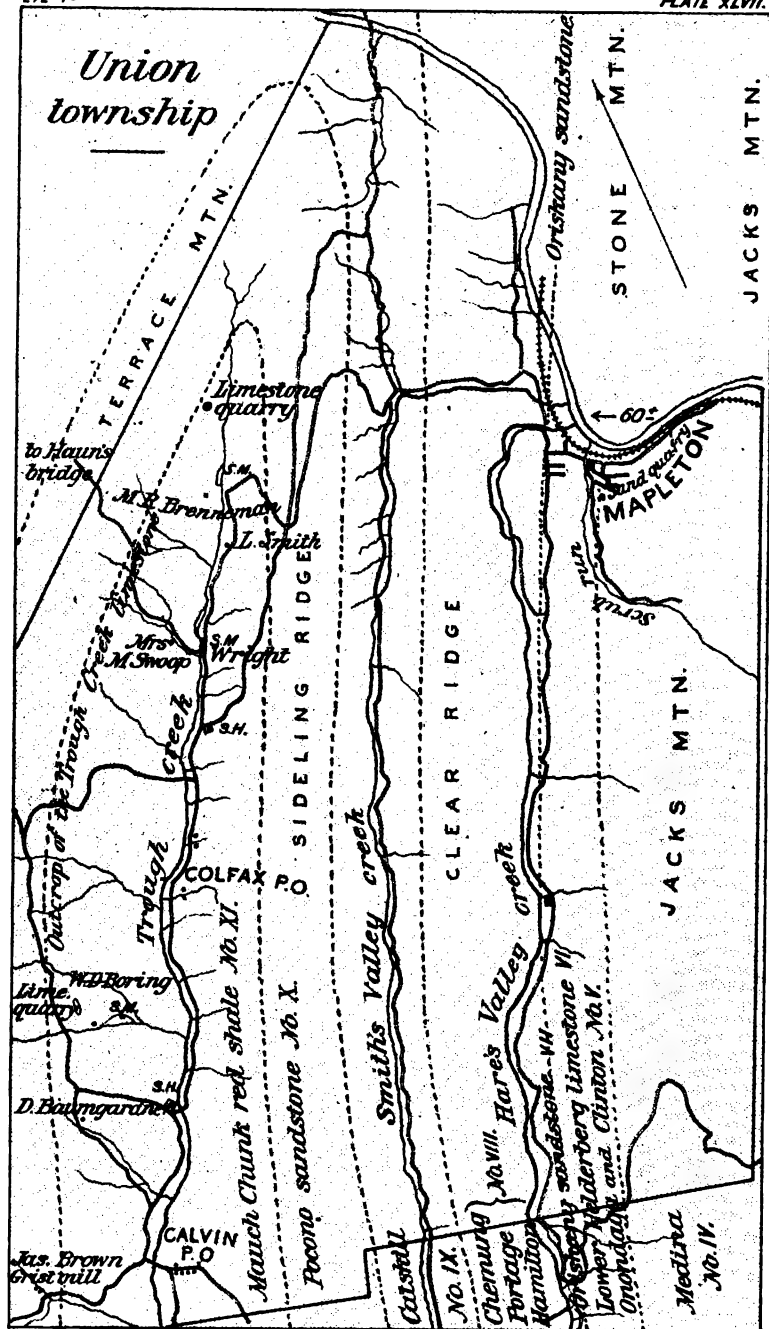 PLATE XLVII.
Union
township
TERRACE MTN.
STONE MTN.
JACKS MTN.
Oriskany sandstone
Limestone
quarry
to Haun's
bridge
S.M.
M.R. Brenneman
L. Smith
60±
Sand quarry
MAPLETON
Scrub run
Mrs.
M Swoop
S.M.
Wright
S.H.
Outcrop of the Trough Creek limestone
Trough creek
SIDELING RIDGE
CLEAR RIDGE
JACKS MTN.
COLFAX P.O
W.D. Boring
Lime.
quarry
S.M.
S.H.
D. Baumgardner
Mauch Chunk red shale No. XI.
Pocono sandstone No. X.
Smiths Valley creek
Hare's Valley creek
CALVIN
P.O
Jas. Brown
Grist mill
Catskill
No. IX.
Chemung
Portage
Hamilton
No. VIII.
Oriskany sandstone VII
Lower Helderberg limestone VI
Onondaga and Clinton No. V.
Medina
No. IV.